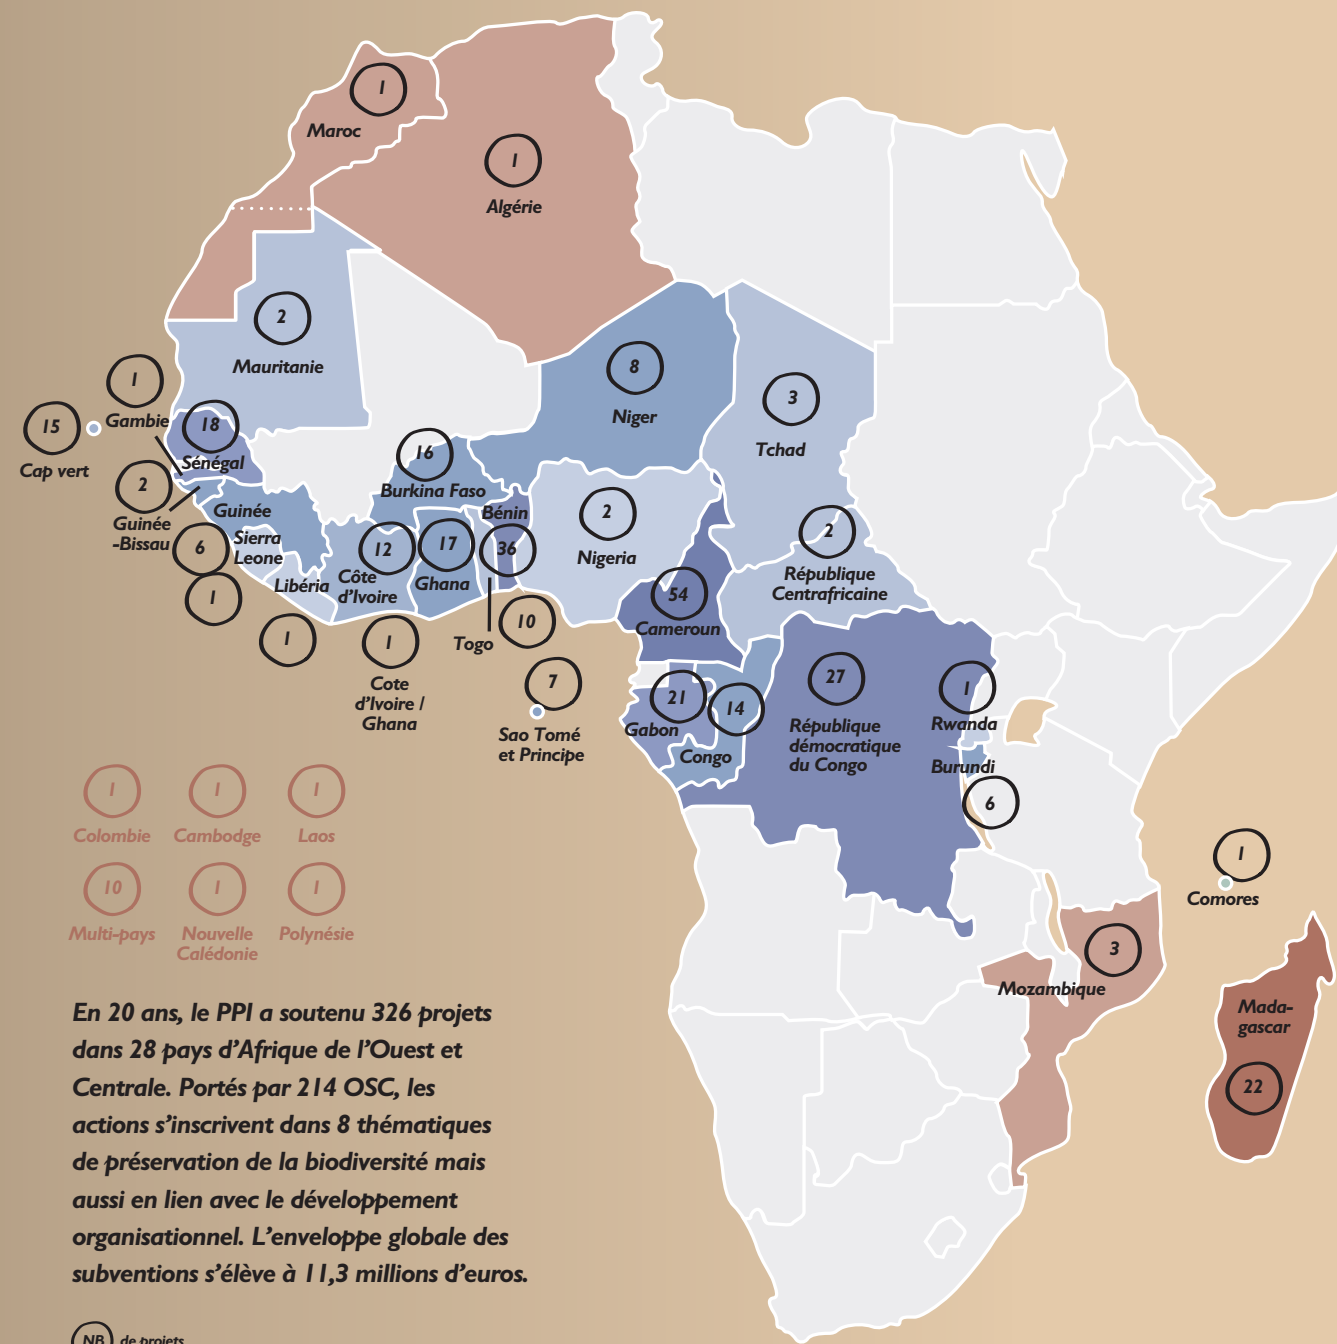 1
Maroc
1
Algérie
2
Mauritanie
8
Niger
3
Tchad
1
Gambie
15
Cap vert
18
Sénégal
2
Guinée
-Bissau
Guinée
6
Sierra
Leone
1
Libéria
1
16
Burkina Faso
Bénin
36
12
Côte
d'Ivoire
17
Ghana
1
Cote
d'Ivoire /
Ghana
Togo
10
2
Nigeria
2
République
Centrafricaine
54
Cameroun
7
Sao Tomé
et Principe
21
Gabon
14
Congo
27
République
démocratique
du Congo
1
Rwanda
Burundi
6
1
Comores
3
Mozambique
Mada-
gascar
22
1
Colombie
1
Cambodge
1
Laos
10
Multi-pays
1
Nouvelle
Calédonie
1
Polynésie
En 20 ans, le PPI a soutenu 326 projets
dans 28 pays d'Afrique de l'Ouest et
Centrale. Portés par 214 OSC, les
actions s'inscrivent dans 8 thématiques
de préservation de la biodiversité mais
aussi en lien avec le développement
organisationnel. L'enveloppe globale des
subventions s'élève à 11,3 millions d'euros.
NB de projets